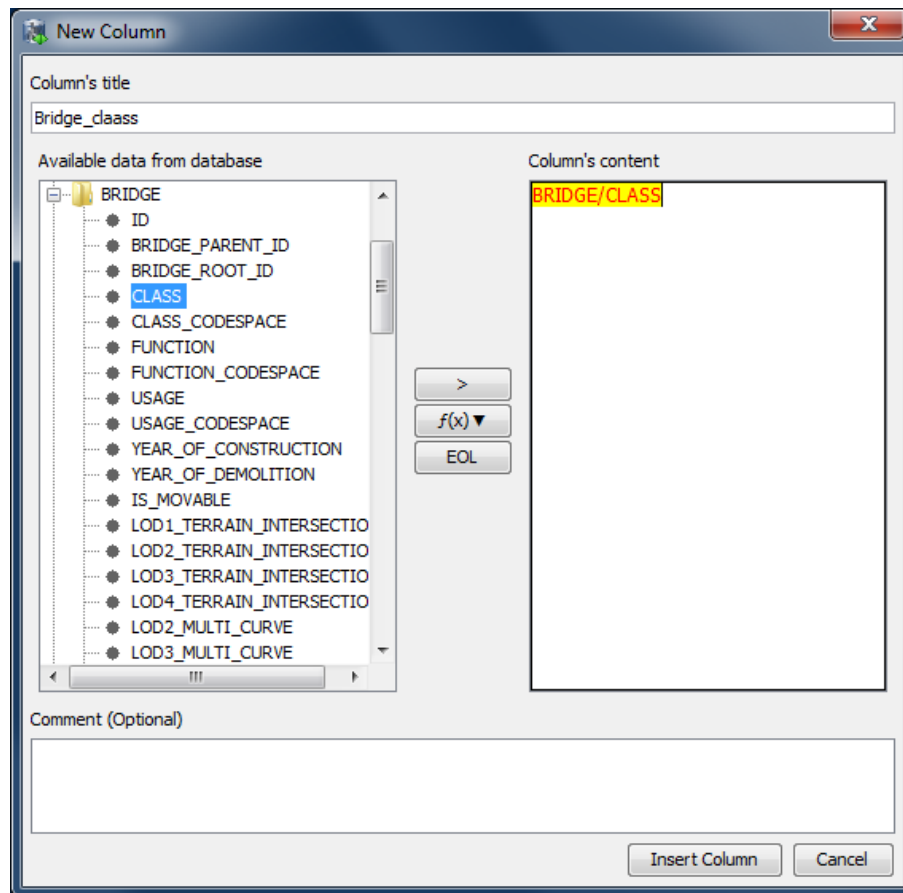 New Column
Column's title
Bridge_claass
Available data from database
Column's content
BRIDGE
ID
BRIDGE_PARENT_ID
BRIDGE_ROOT_ID
CLASS
CLASS_CODESPACE
FUNCTION
FUNCTION_CODESPACE
USAGE
USAGE_CODESPACE
YEAR_OF_CONSTRUCTION
YEAR_OF_DEMOLITION
IS_MOVABLE
LOD1_TERRAIN_INTERSECTIO
LOD2_TERRAIN_INTERSECTIO
LOD3_TERRAIN_INTERSECTIO
LOD4_TERRAIN_INTERSECTIO
LOD2_MULTI_CURVE
LOD3_MULTI_CURVE
>
f(x)▼
EOL
BRIDGE/CLASS
Comment (Optional)
Insert Column
Cancel